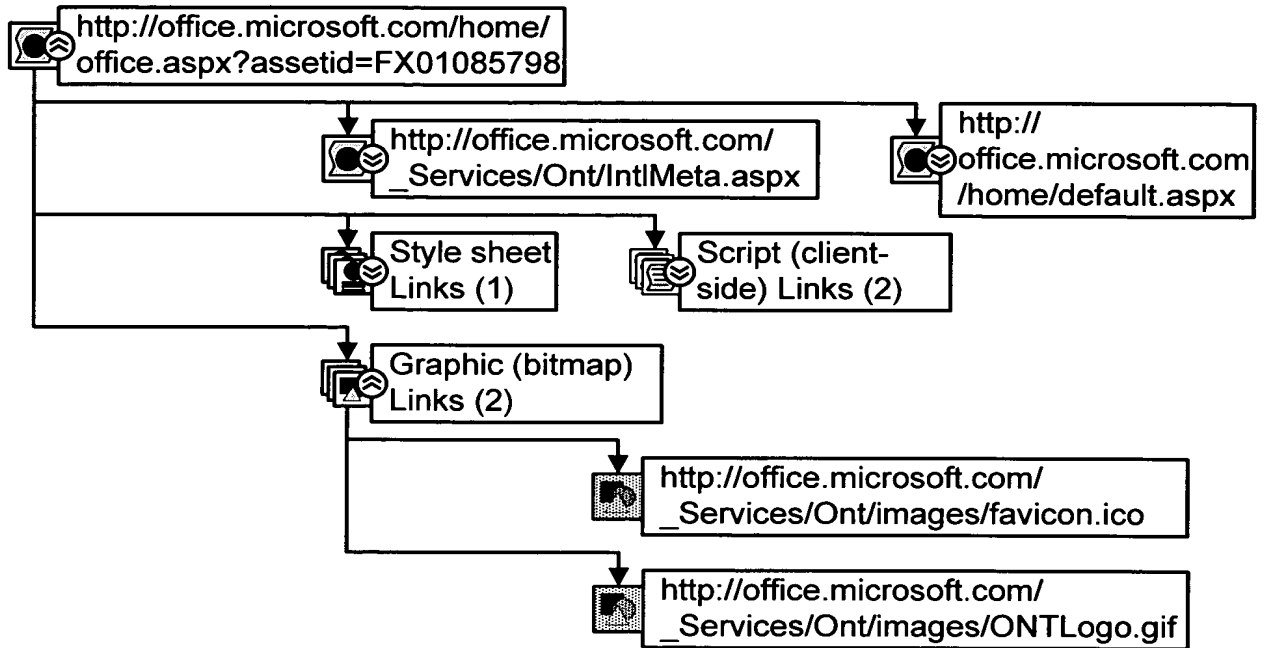 http://office.microsoft.com/home/
office.aspx?assetid=FX01085798
http://office.microsoft.com/
_Services/Ont/IntlMeta.aspx
http://
office.microsoft.com
/home/default.aspx
Style sheet
Links (1)
Script (client-
side) Links (2)
Graphic (bitmap)
Links (2)
http://office.microsoft.com/
_Services/Ont/images/favicon.ico
http://office.microsoft.com/
_Services/Ont/images/ONTLogo.gif